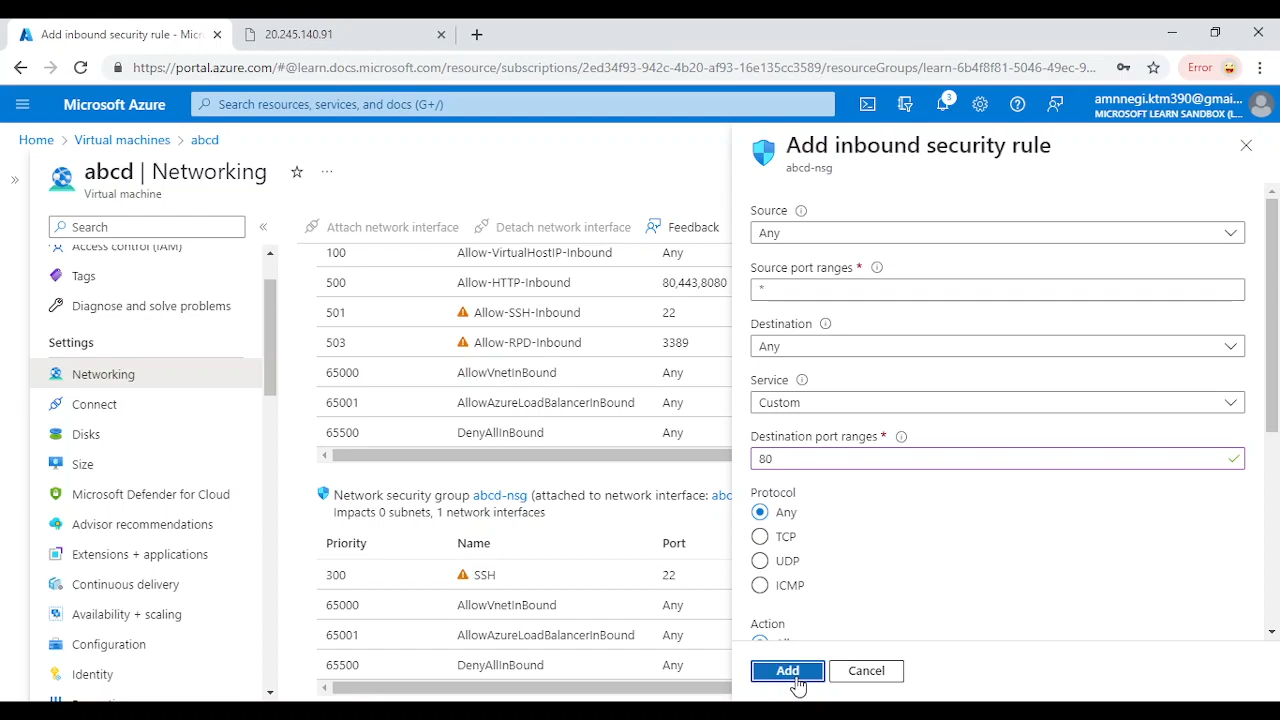 Add inbound security rule - Micr
20.245.140.91
https://portal.azure.com/#@learn.docs.microsoft.com/resource/subscriptions/2ed34f93-942c-4b20-af93-16e135cc3589/resourceGroups/learn-6b4f8f81-5046-49ec-9...
Error
Microsoft Azure
Search resources, services, and docs (G+/)
3
amnnegi.ktm390@gmai...
MICROSOFT LEARN SANDBOX (L...
Home > Virtual machines > abcd
abcd | Networking
Virtual machine
Search
Access control (IAM)
Tags
Diagnose and solve problems
Settings
Networking
Connect
Disks
Size
Microsoft Defender for Cloud
Advisor recommendations
Extensions + applications
Continuous delivery
Availability + scaling
Configuration
Identity
Attach network interface Detach network interface Feedback
100 Allow-VirtualHostIP-Inbound Any
500 Allow-HTTP-Inbound 80,443,8080
501 Allow-SSH-Inbound 22
503 Allow-RPD-Inbound 3389
65000 AllowVnetInBound Any
65001 AllowAzureLoadBalancerInBound Any
65500 DenyAllInBound Any
Network security group abcd-nsg (attached to network interface: abc
Impacts 0 subnets, 1 network interfaces
Priority Name Port
300 SSH 22
65000 AllowVnetInBound Any
65001 AllowAzureLoadBalancerInBound Any
65500 DenyAllInBound Any
Add inbound security rule
abcd-nsg
Source
Any
Source port ranges *
*
Destination
Any
Service
Custom
Destination port ranges *
80
Protocol
Any
TCP
UDP
ICMP
Action
Add Cancel